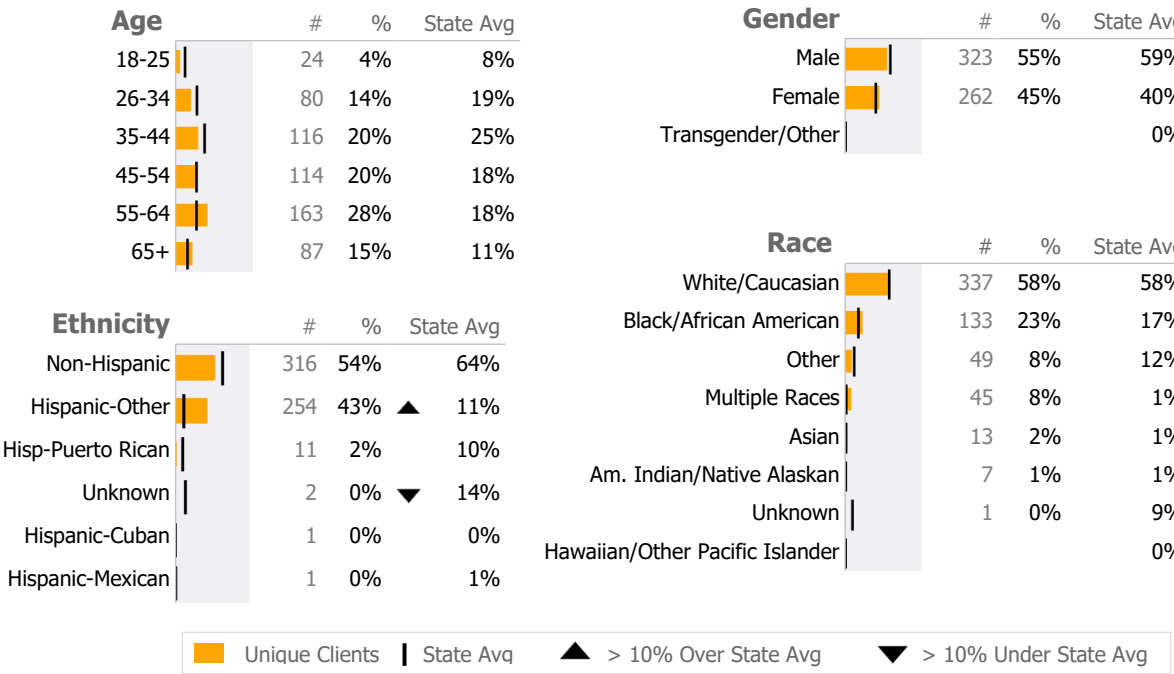 Age # % State Avg
18-25 24 4% 8%
26-34 80 14% 19%
35-44 116 20% 25%
45-54 114 20% 18%
55-64 163 28% 18%
65+ 87 15% 11%
Ethnicity # % State Avg
Non-Hispanic 316 54% 64%
Hispanic-Other 254 43% ▲ 11%
Hisp-Puerto Rican 11 2% 10%
Unknown 2 0% ▼ 14%
Hispanic-Cuban 1 0% 0%
Hispanic-Mexican 1 0% 1%
Gender # % State Avg
Male 323 55% 59%
Female 262 45% 40%
Transgender/Other 0%
Race # % State Avg
White/Caucasian 337 58% 58%
Black/African American 133 23% 17%
Other 49 8% 12%
Multiple Races 45 8% 1%
Asian 13 2% 1%
Am. Indian/Native Alaskan 7 1% 1%
Unknown 1 0% 9%
Hawaiian/Other Pacific Islander 0%
Unique Clients | State Avg ▲ > 10% Over State Avg ▼ > 10% Under State Avg